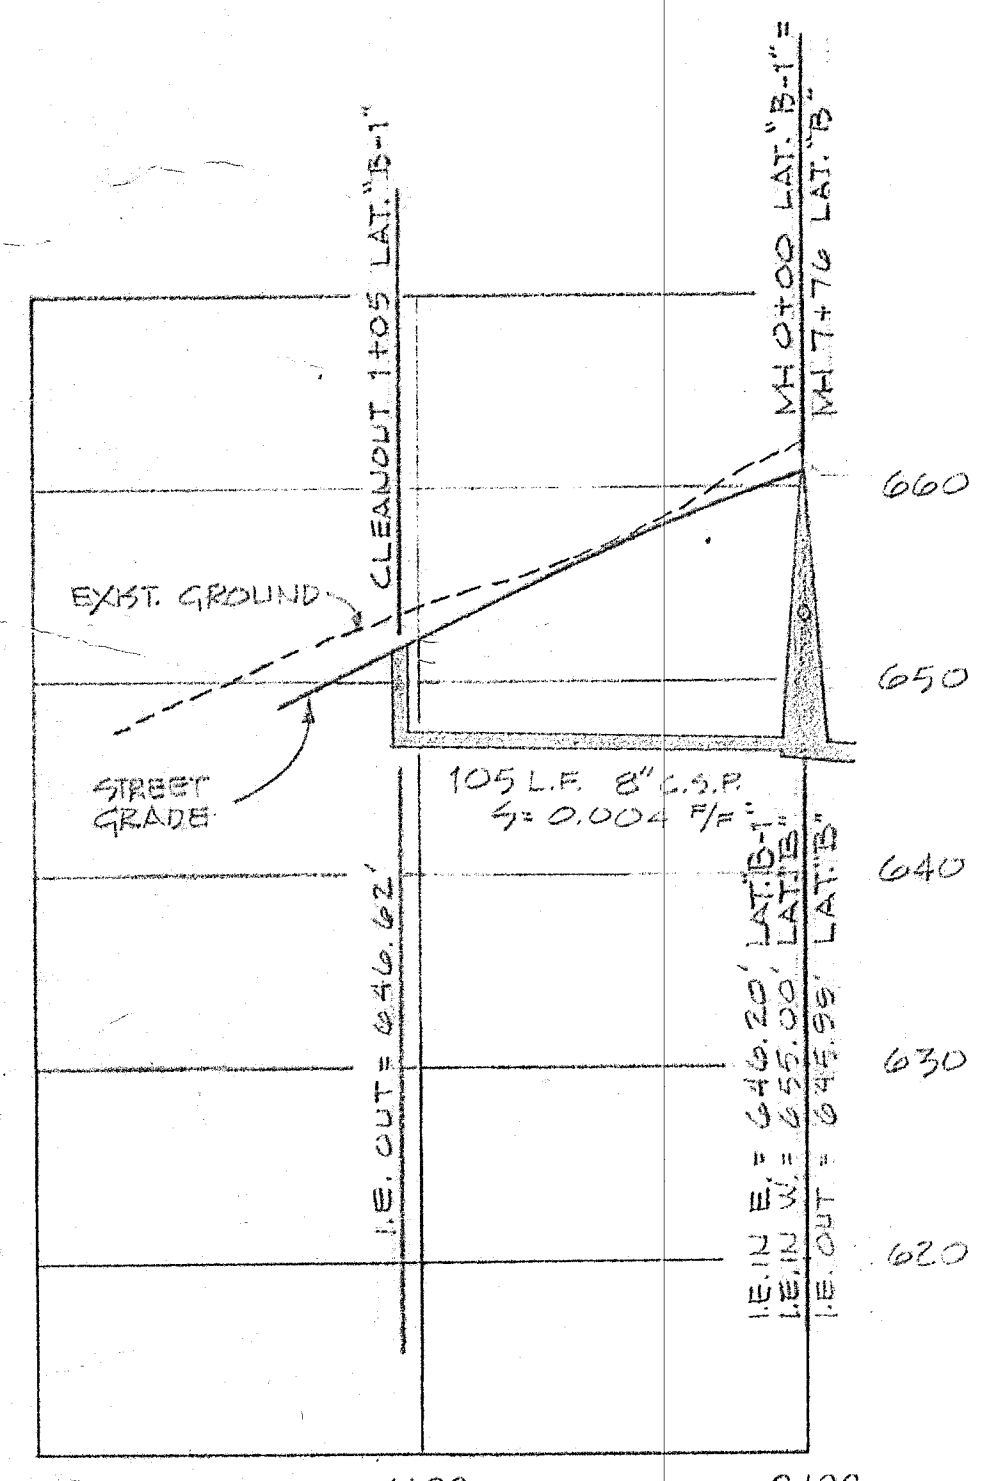 CLEANOUT 1+05 LAT."B-1"
MH 0+00 LAT."B-1" =
MH 7+76 LAT."B"
660
EXIST. GROUND
650
STREET
GRADE
105 L.F. 8" C.S.P.
S= 0.004 F/F
640
I.E. OUT = 646.62'
I.E. IN E. = 646.20' LAT."B-1"
I.E. IN W. = 655.00' LAT."B"
I.E. OUT = 645.99' LAT."B"
630
620